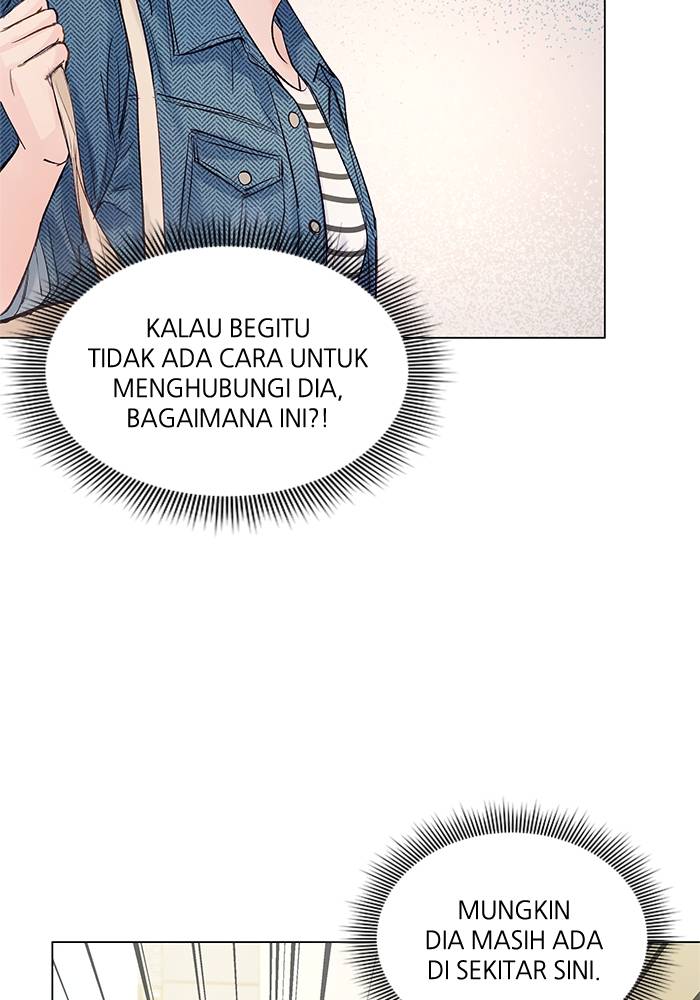 KALAU BEGITU
TIDAK ADA CARA UNTUK
MENGHUBUNGI DIA,
BAGAIMANA INI?!
MUNGKIN
DIA MASIH ADA
DI SEKITAR SINI.